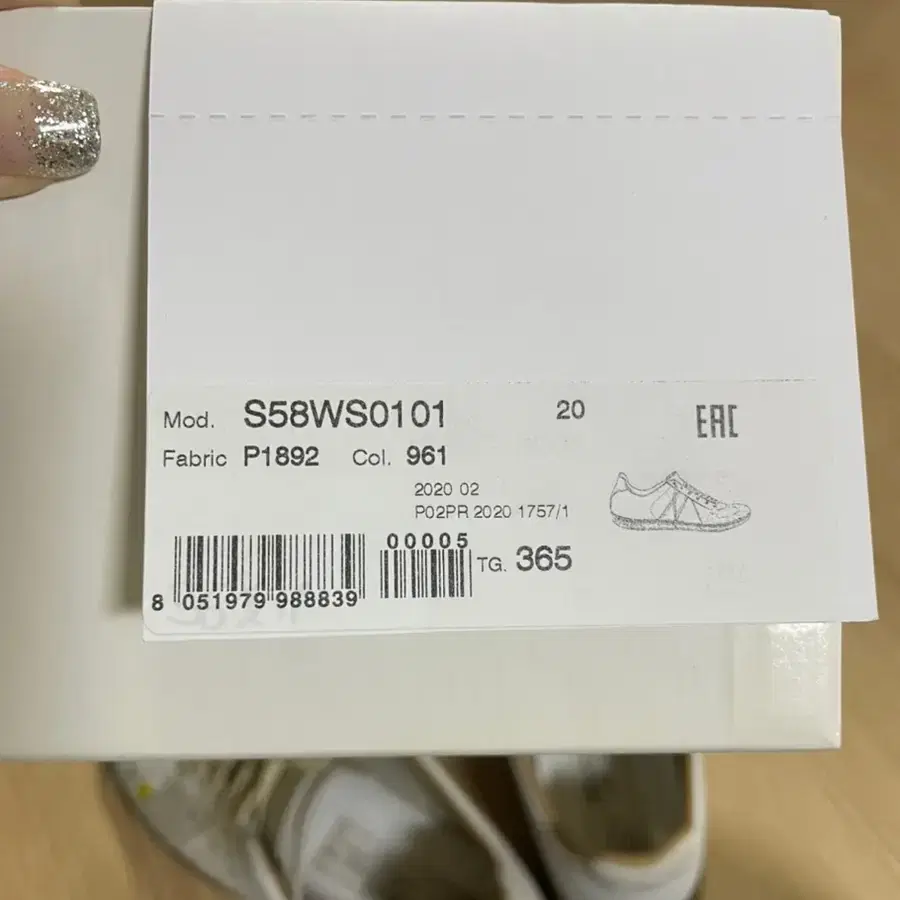 Mod. S58WS0101 20 EAC
Fabric P1892 Col. 961
2020 02
P02PR 2020 1757/1
00005
TG. 365
8 051979 988839